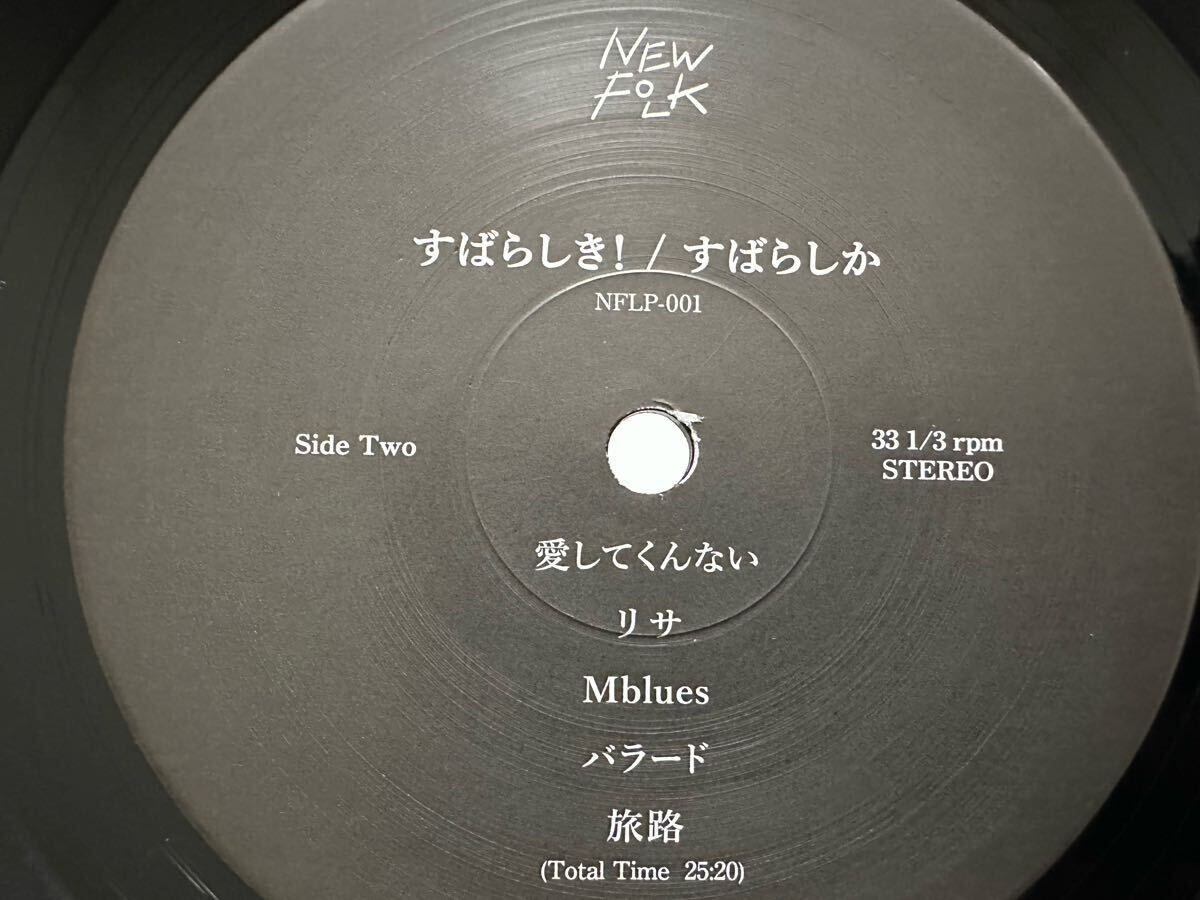 NEW
FOLK
すばらしき! / すばらしか
NFLP-001
Side Two
33 1/3 rpm
STEREO
愛してくんない
リサ
Mblues
バラード
旅路
(Total Time 25:20)